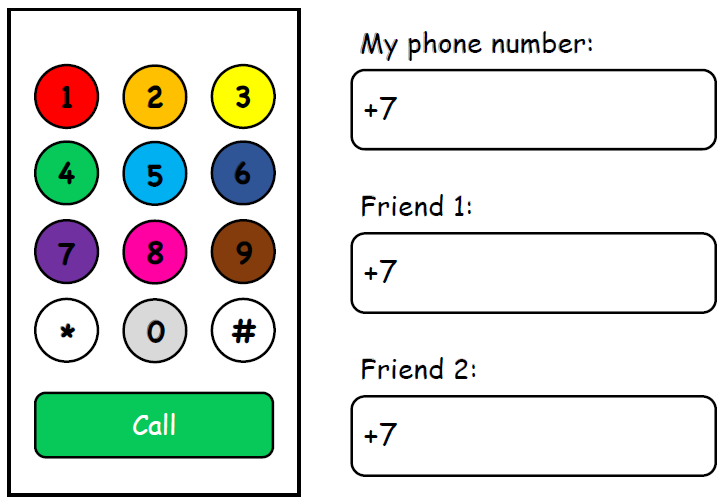 1 2 3
4 5 6
7 8 9
* 0 #
Call
My phone number:
+7
Friend 1:
+7
Friend 2:
+7